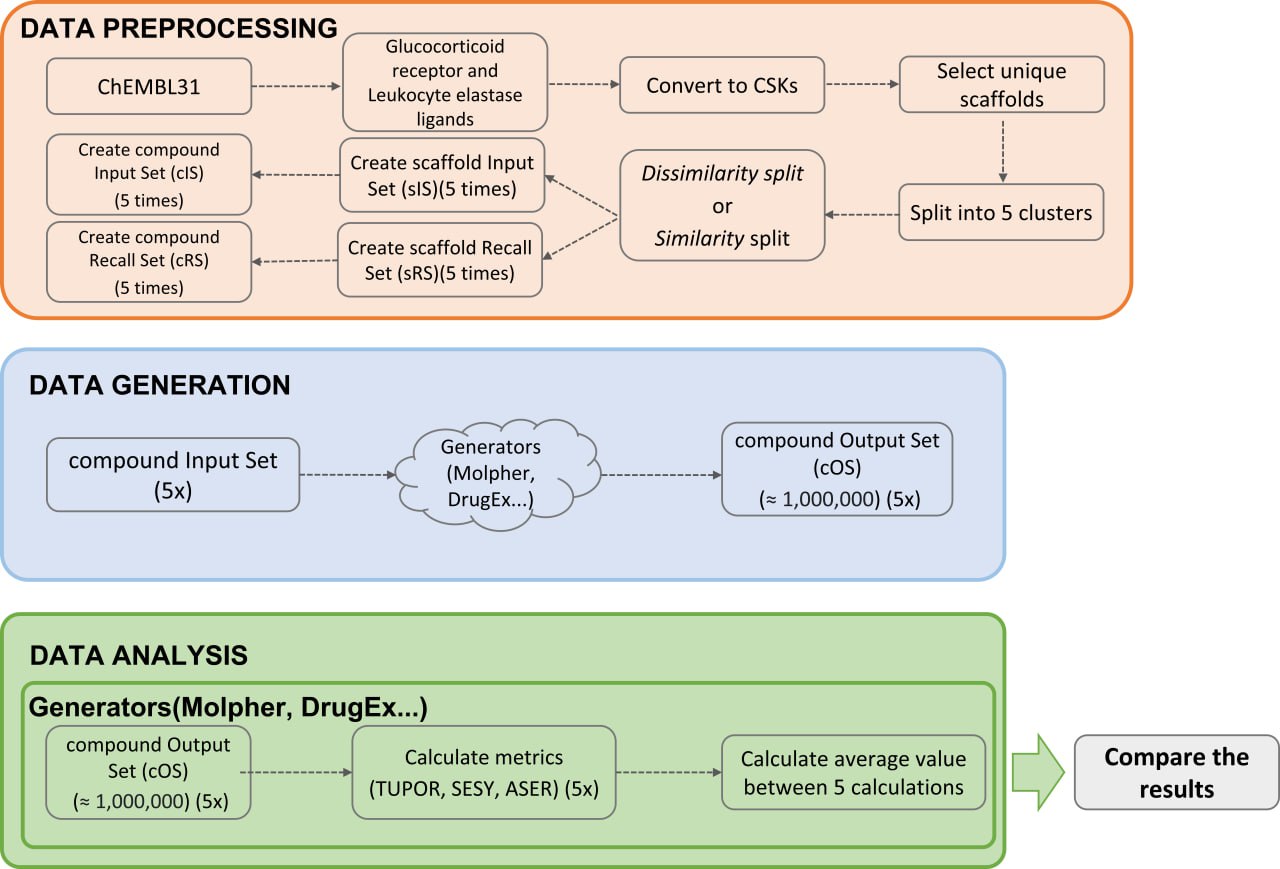 DATA PREPROCESSING
ChEMBL31
Glucocorticoid
receptor and
Leukocyte elastase
ligands
Convert to CSKs
Select unique
scaffolds
Split into 5 clusters
Dissimilarity split
or
Similarity split
Create scaffold Input
Set (sIS)(5 times)
Create compound
Input Set (cIS)
(5 times)
Create scaffold Recall
Set (sRS)(5 times)
Create compound
Recall Set (cRS)
(5 times)
DATA GENERATION
compound Input Set
(5x)
Generators
(Molpher,
DrugEx...)
compound Output Set
(cOS)
(≈ 1,000,000) (5x)
DATA ANALYSIS
Generators(Molpher, DrugEx...)
compound Output
Set (cOS)
(≈ 1,000,000) (5x)
Calculate metrics
(TUPOR, SESY, ASER) (5x)
Calculate average value
between 5 calculations
Compare the
results